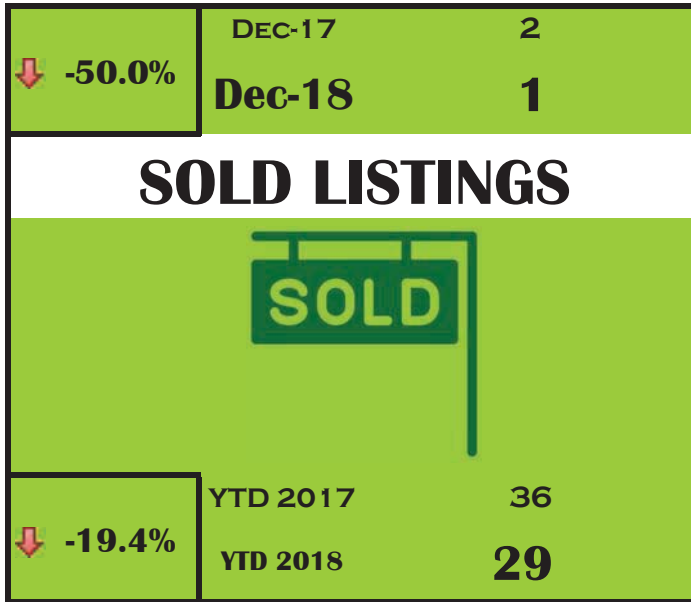 DEC-17 2
-50.0%
Dec-18 1
SOLD LISTINGS
SOLD
YTD 2017 36
-19.4%
YTD 2018 29